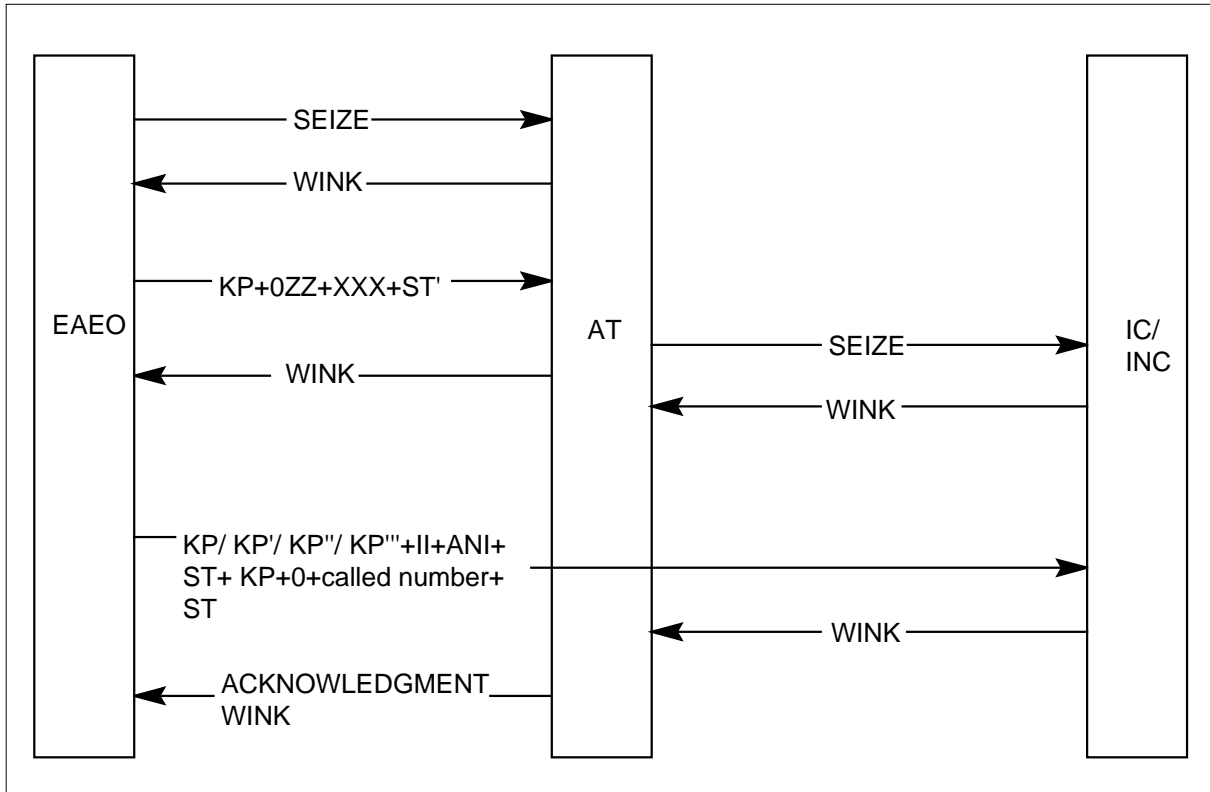 SEIZE
WINK
KP+0ZZ+XXX+ST'
EAEO
AT
IC/
INC
SEIZE
WINK
WINK
KP/ KP'/ KP''/ KP'''+II+ANI+
ST+ KP+0+called number+
ST
WINK
ACKNOWLEDGMENT
WINK